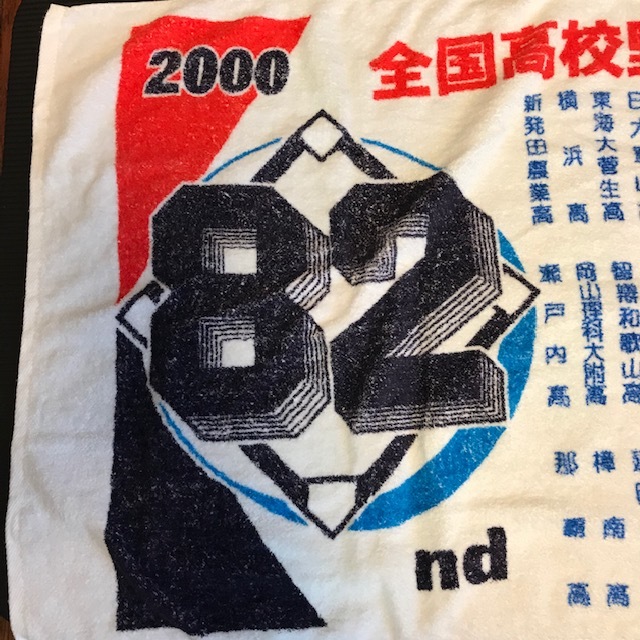 2000
全国高校
82
nd
東海大菅生高
横浜高
新発田農業高
智辯和歌山高
岡山理科大附高
瀬戸内高
樟南高
那覇高